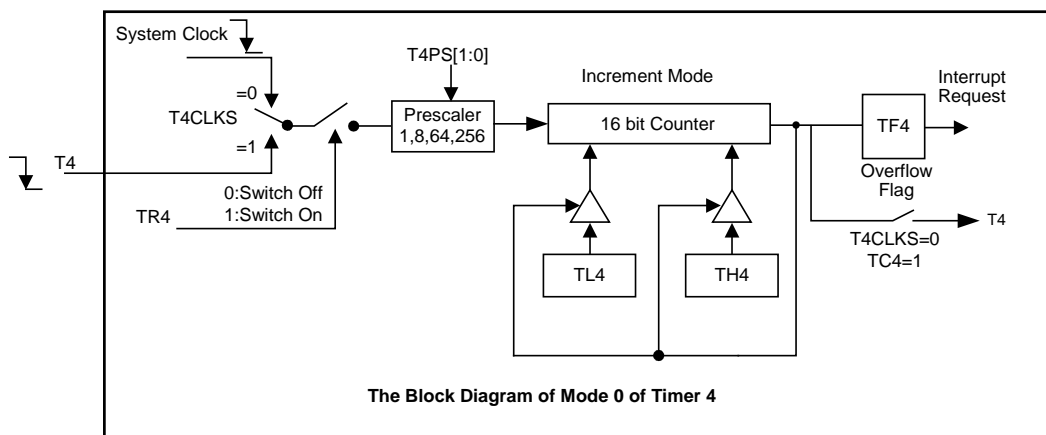 System Clock
T4PS[1:0]
Increment Mode
Interrupt
Request
=0
T4CLKS
Prescaler
1,8,64,256
16 bit Counter
TF4
=1
T4
Overflow
Flag
0:Switch Off
1:Switch On
TR4
T4
T4CLKS=0
TC4=1
TL4
TH4
The Block Diagram of Mode 0 of Timer 4